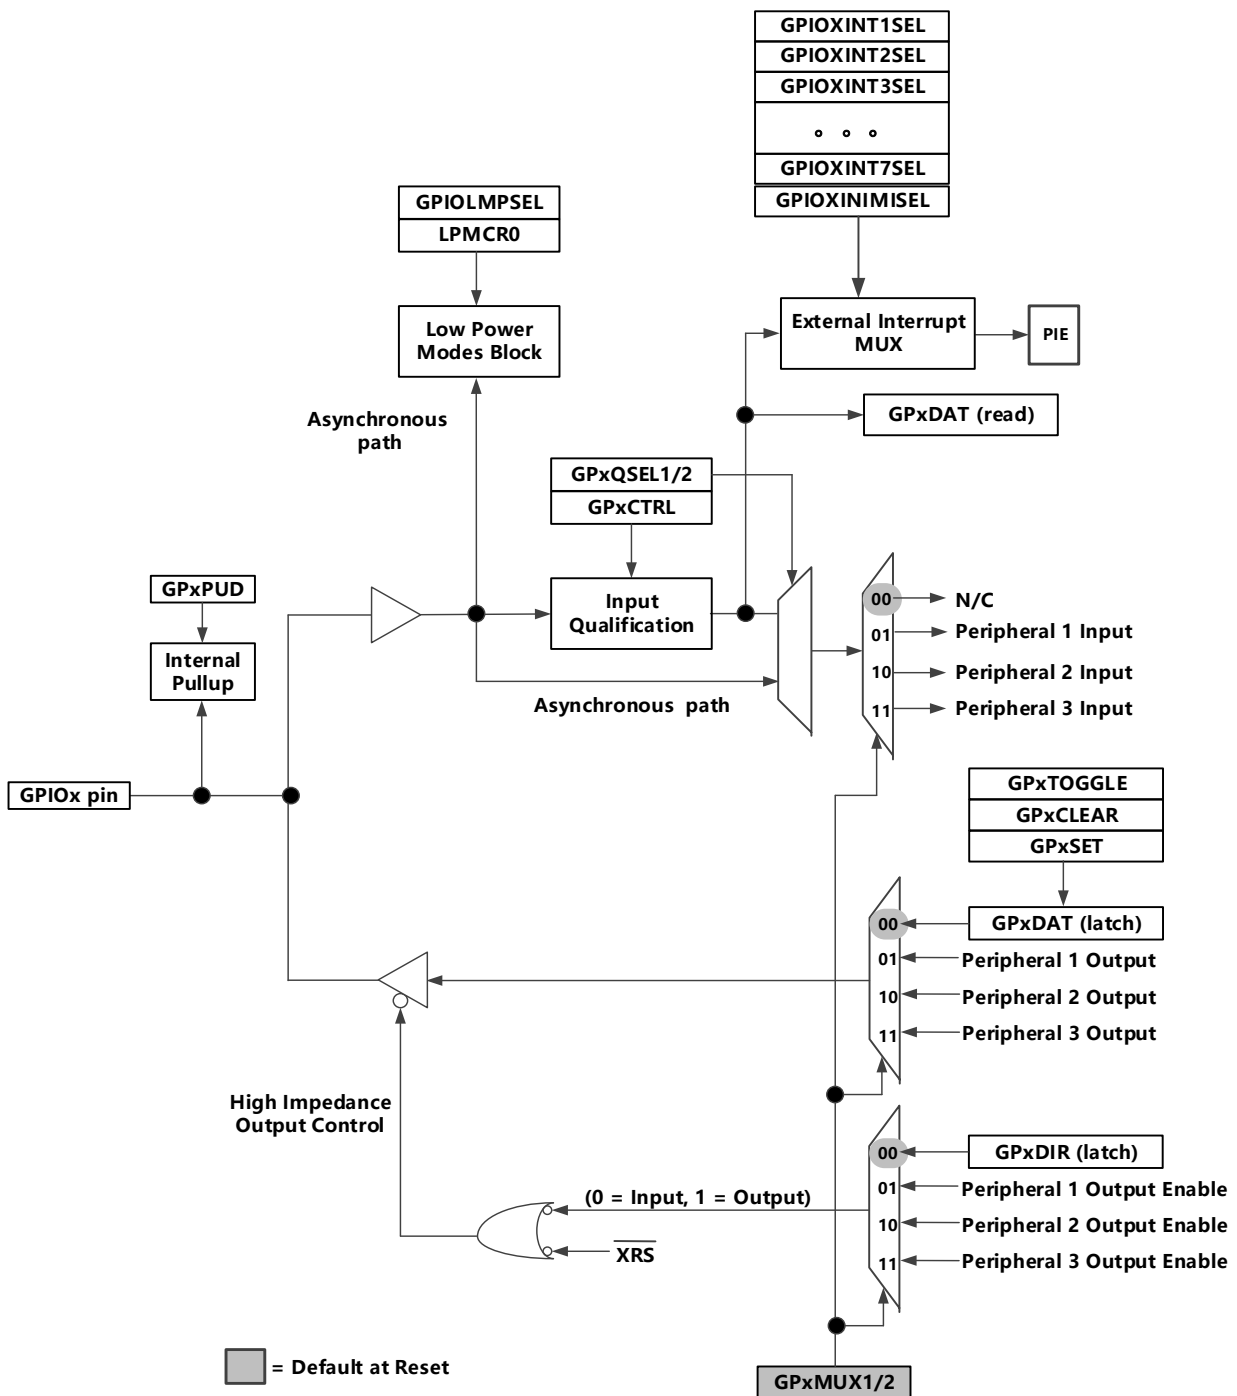 GPIOXINT1SEL
GPIOXINT2SEL
GPIOXINT3SEL
GPIOXINT7SEL
GPIOXINIMISEL
GPIOLMPSEL
LPMCR0
Low Power
Modes Block
External Interrupt
MUX
PIE
GPxDAT (read)
Asynchronous
path
GPxQSEL1/2
GPxCTRL
GPxPUD
Internal
Pullup
Input
Qualification
Asynchronous path
00
01
10
11
N/C
Peripheral 1 Input
Peripheral 2 Input
Peripheral 3 Input
GPIOx pin
GPxTOGGLE
GPxCLEAR
GPxSET
GPxDAT (latch)
00
01
10
11
Peripheral 1 Output
Peripheral 2 Output
Peripheral 3 Output
High Impedance
Output Control
GPxDIR (latch)
00
01
10
11
Peripheral 1 Output Enable
Peripheral 2 Output Enable
Peripheral 3 Output Enable
(0 = Input, 1 = Output)
XRS
= Default at Reset
GPxMUX1/2